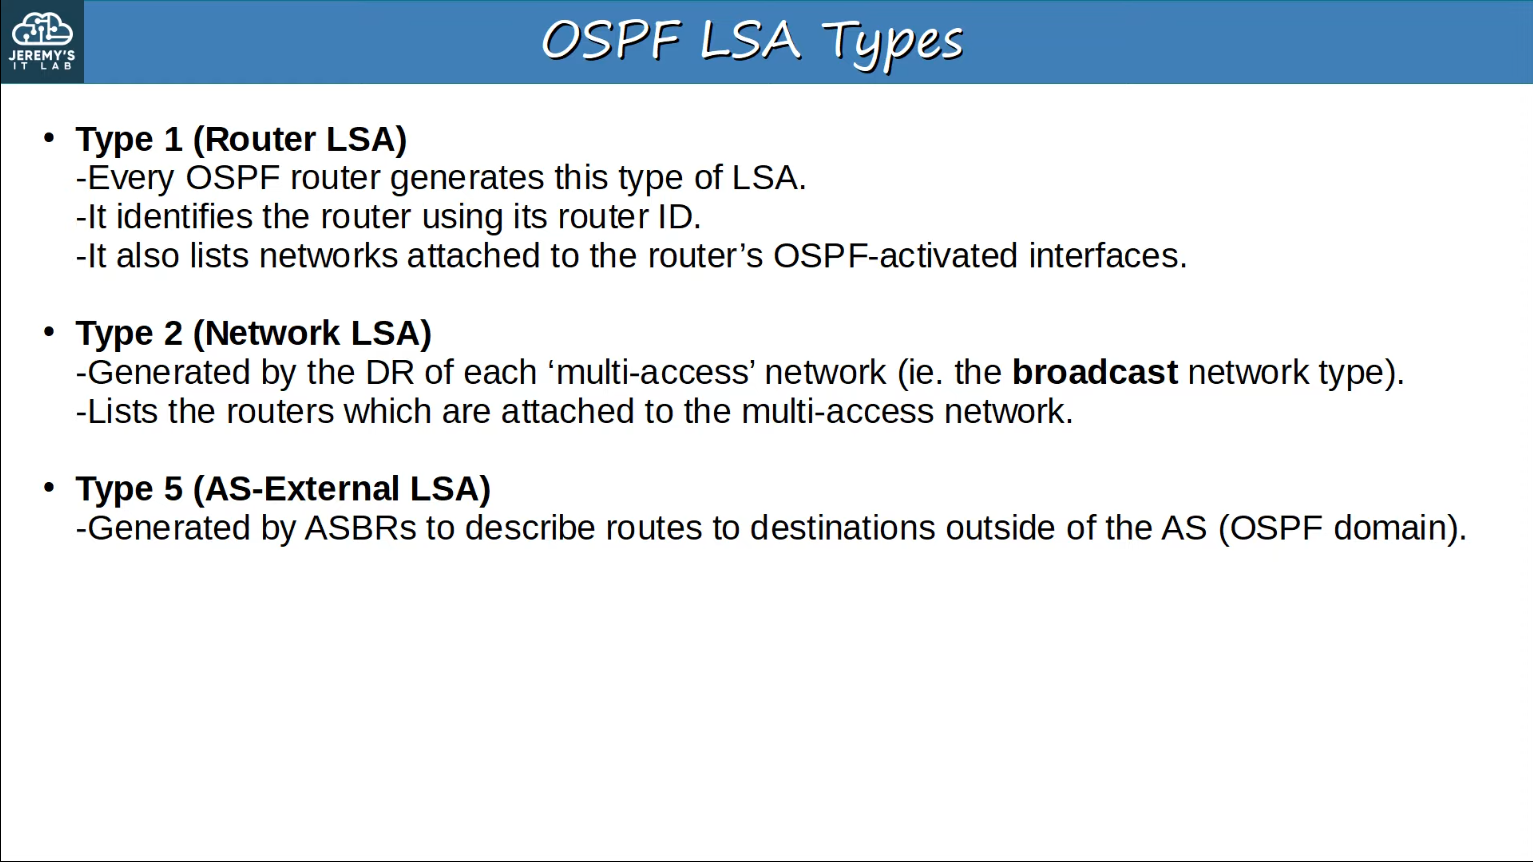 JEREMY'S
IT LAB
OSPF LSA Types
• Type 1 (Router LSA)
-Every OSPF router generates this type of LSA.
-It identifies the router using its router ID.
-It also lists networks attached to the router’s OSPF-activated interfaces.
• Type 2 (Network LSA)
-Generated by the DR of each ‘multi-access’ network (ie. the broadcast network type).
-Lists the routers which are attached to the multi-access network.
• Type 5 (AS-External LSA)
-Generated by ASBRs to describe routes to destinations outside of the AS (OSPF domain).